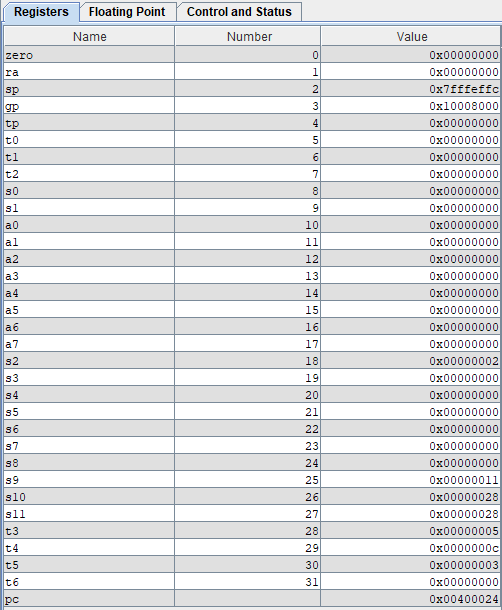 Registers Floating Point Control and Status
Name Number Value
zero 0 0x00000000
ra 1 0x00000000
sp 2 0x7fffeffc
gp 3 0x10008000
tp 4 0x00000000
t0 5 0x00000000
t1 6 0x00000000
t2 7 0x00000000
s0 8 0x00000000
s1 9 0x00000000
a0 10 0x00000000
a1 11 0x00000000
a2 12 0x00000000
a3 13 0x00000000
a4 14 0x00000000
a5 15 0x00000000
a6 16 0x00000000
a7 17 0x00000000
s2 18 0x00000002
s3 19 0x00000000
s4 20 0x00000000
s5 21 0x00000000
s6 22 0x00000000
s7 23 0x00000000
s8 24 0x00000000
s9 25 0x00000011
s10 26 0x00000028
s11 27 0x00000028
t3 28 0x00000005
t4 29 0x0000000c
t5 30 0x00000003
t6 31 0x00000000
pc 0x00400024